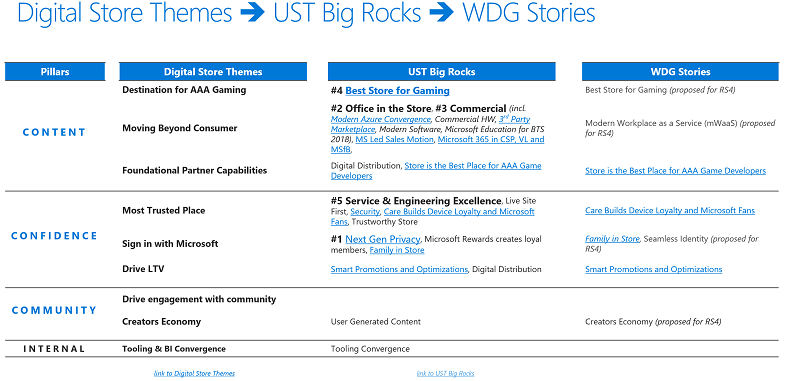 Digital Store Themes → UST Big Rocks → WDG Stories
Pillars
Digital Store Themes
UST Big Rocks
WDG Stories
CONTENT
Destination for AAA Gaming
#4 Best Store for Gaming
Best Store for Gaming (proposed for RS4)
Moving Beyond Consumer
#2 Office in the Store, #3 Commercial (incl.
Modern Azure Convergence, Commercial HW, 3rd Party
Marketplace, Modern Software, Microsoft Education for BTS
2018), MS Led Sales Motion, Microsoft 365 in CSP, VL and
MSfB,
Modern Workplace as a Service (mWaaS) (proposed
for RS4)
Foundational Partner Capabilities
Digital Distribution, Store is the Best Place for AAA Game
Developers
Store is the Best Place for AAA Game Developers
CONFIDENCE
Most Trusted Place
#5 Service & Engineering Excellence, Live Site
First, Security, Care Builds Device Loyalty and Microsoft
Fans, Trustworthy Store
Care Builds Device Loyalty and Microsoft Fans
Sign in with Microsoft
#1 Next Gen Privacy, Microsoft Rewards creates loyal
members, Family in Store
Family in Store, Seamless Identity (proposed for
RS4)
Drive LTV
Smart Promotions and Optimizations, Digital Distribution
Smart Promotions and Optimizations
COMMUNITY
Drive engagement with community
Creators Economy
User Generated Content
Creators Economy (proposed for RS4)
INTERNAL
Tooling & BI Convergence
Tooling Convergence
link to Digital Store Themes
link to UST Big Rocks